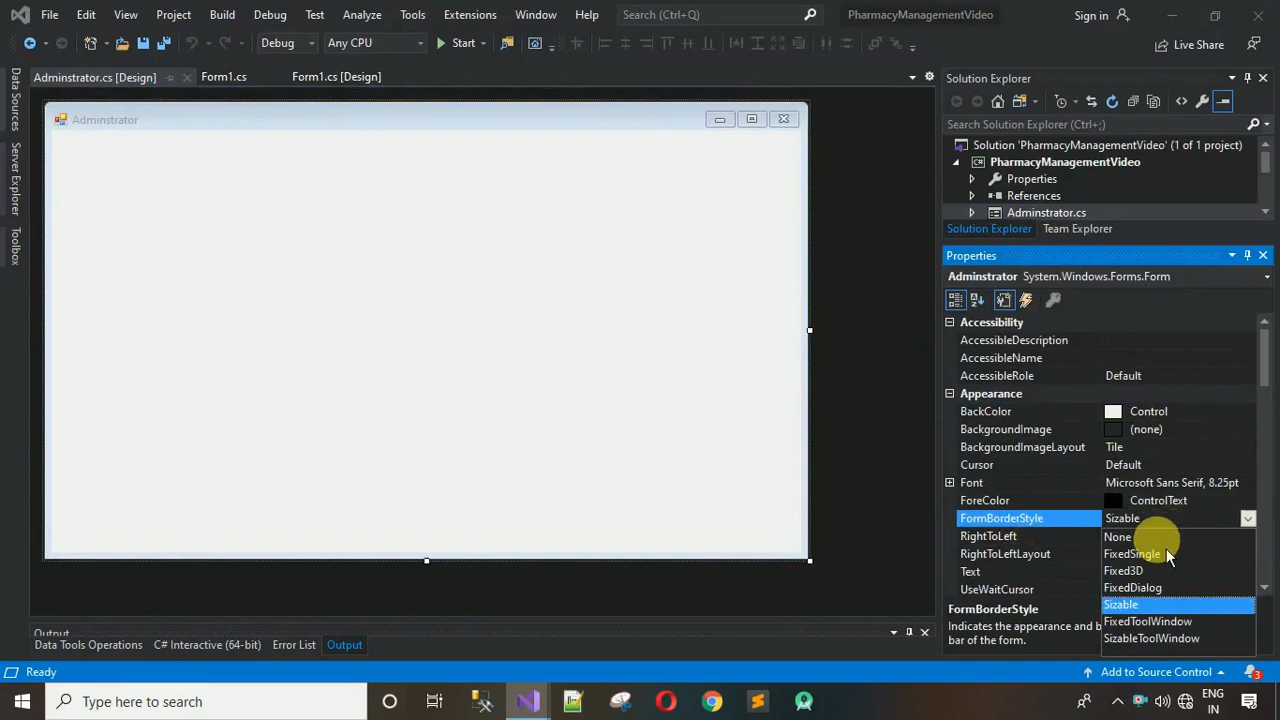 File Edit View Project Build Debug Test Analyze Tools Extensions Window Help Search (Ctrl+Q) PharmacyManagementVideo Sign in
Debug Any CPU Start Live Share
Adminstrator.cs [Design] Form1.cs Form1.cs [Design]
Data Sources
Server Explorer
Toolbox
Adminstrator
Solution Explorer
Search Solution Explorer (Ctrl+;)
Solution 'PharmacyManagementVideo' (1 of 1 project)
PharmacyManagementVideo
Properties
References
Adminstrator.cs
Solution Explorer Team Explorer
Properties
Adminstrator System.Windows.Forms.Form
Accessibility
AccessibleDescription
AccessibleName
AccessibleRole Default
Appearance
BackColor Control
BackgroundImage (none)
BackgroundImageLayout Tile
Cursor Default
Font Microsoft Sans Serif, 8.25pt
ForeColor ControlText
FormBorderStyle Sizable
RightToLeft None
RightToLeftLayout FixedSingle
Text Fixed3D
UseWaitCursor FixedDialog
Sizable
FormBorderStyle
FixedToolWindow
Indicates the appearance and b
SizableToolWindow
bar of the form.
Output
Data Tools Operations C# Interactive (64-bit) Error List Output
Ready Add to Source Control 3
Type here to search ENG
IN